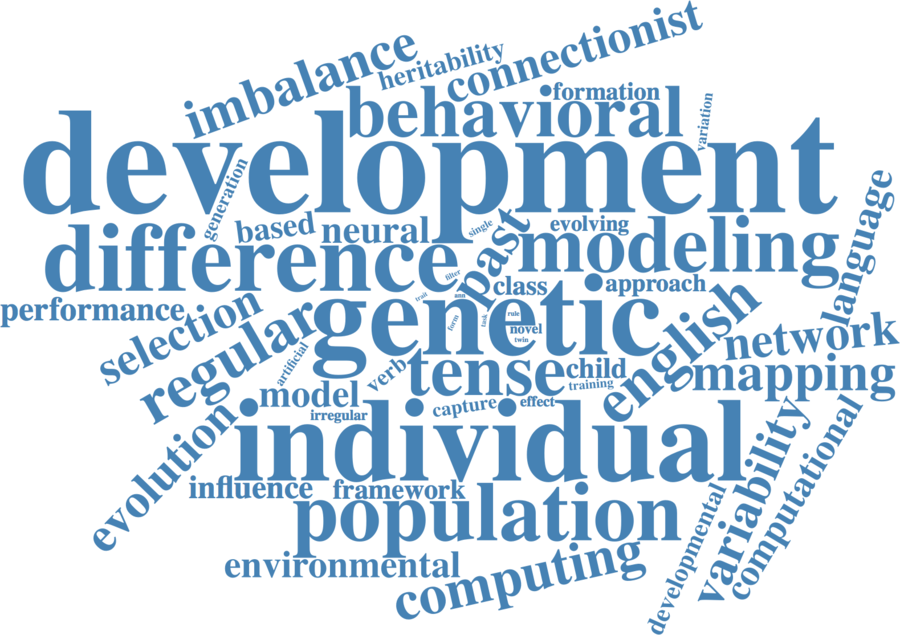 imbalance
heritability
connectionist
behavioral
formation
variation
development
generation
based
neural
single
past
evolving
difference
modeling
language
filter
class
approach
performance
selection
trait
ann
regular
genetic
form
task
rule
novel
twin
english
network
artificial
verb
tense
child
training
mapping
model
irregular
capture
effect
evolution
individual
influence
framework
population
variability
computational
developmental
environmental
computing